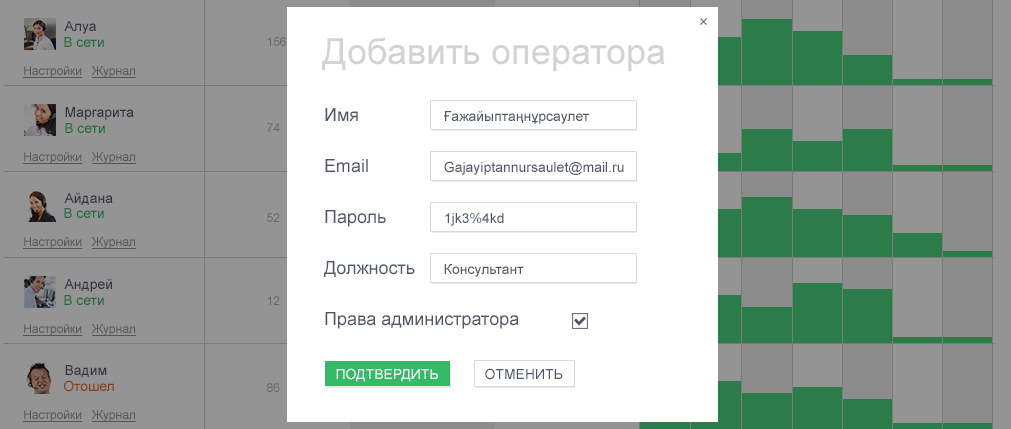 ×
Добавить оператора
Имя
Ғажайыптаңнұрсаулет
Email
Gajayiptannursaulet@mail.ru
Пароль
1jk3%4kd
Должность
Консультант
Права администратора
ПОДТВЕРДИТЬ ОТМЕНИТЬ
Алуа
В сети
156
Настройки Журнал
Маргарита
В сети
74
Настройки Журнал
Айдана
В сети
52
Настройки Журнал
Андрей
В сети
12
Настройки Журнал
Вадим
Отошел
86
Настройки Журнал